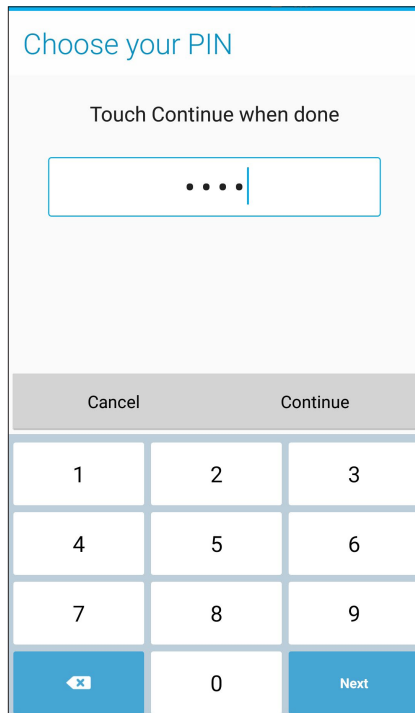 Choose your PIN
Touch Continue when done
••••
Cancel Continue
1 2 3
4 5 6
7 8 9
0 Next